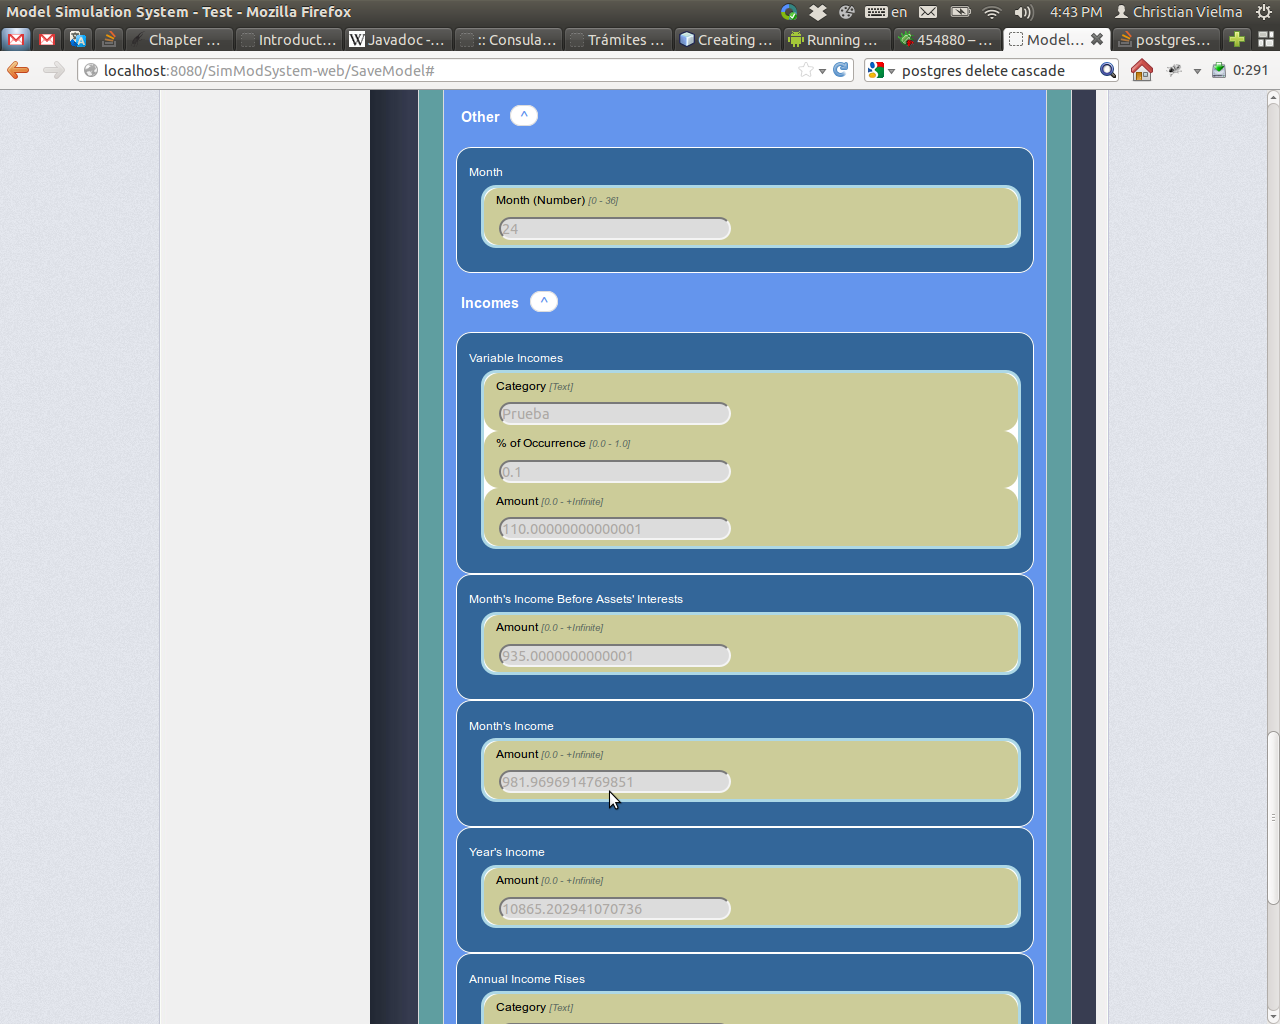 Model Simulation System - Test - Mozilla Firefox
en
4:43 PM
Christian Vielma
Chapter ...
Introduct...
Javadoc -...
:: Consula...
Trámites ...
Creating ...
Running ...
454880 – ...
Model...
postgres...
localhost:8080/SimModSystem-web/SaveModel#
postgres delete cascade
0:291
Other ^
Month
Month (Number) [0 - 36]
24
Incomes ^
Variable Incomes
Category [Text]
Prueba
% of Occurrence [0.0 - 1.0]
0.1
Amount [0.0 - +Infinite]
110.00000000000001
Month's Income Before Assets' Interests
Amount [0.0 - +Infinite]
935.0000000000001
Month's Income
Amount [0.0 - +Infinite]
981.9696914769851
Year's Income
Amount [0.0 - +Infinite]
10865.202941070736
Annual Income Rises
Category [Text]